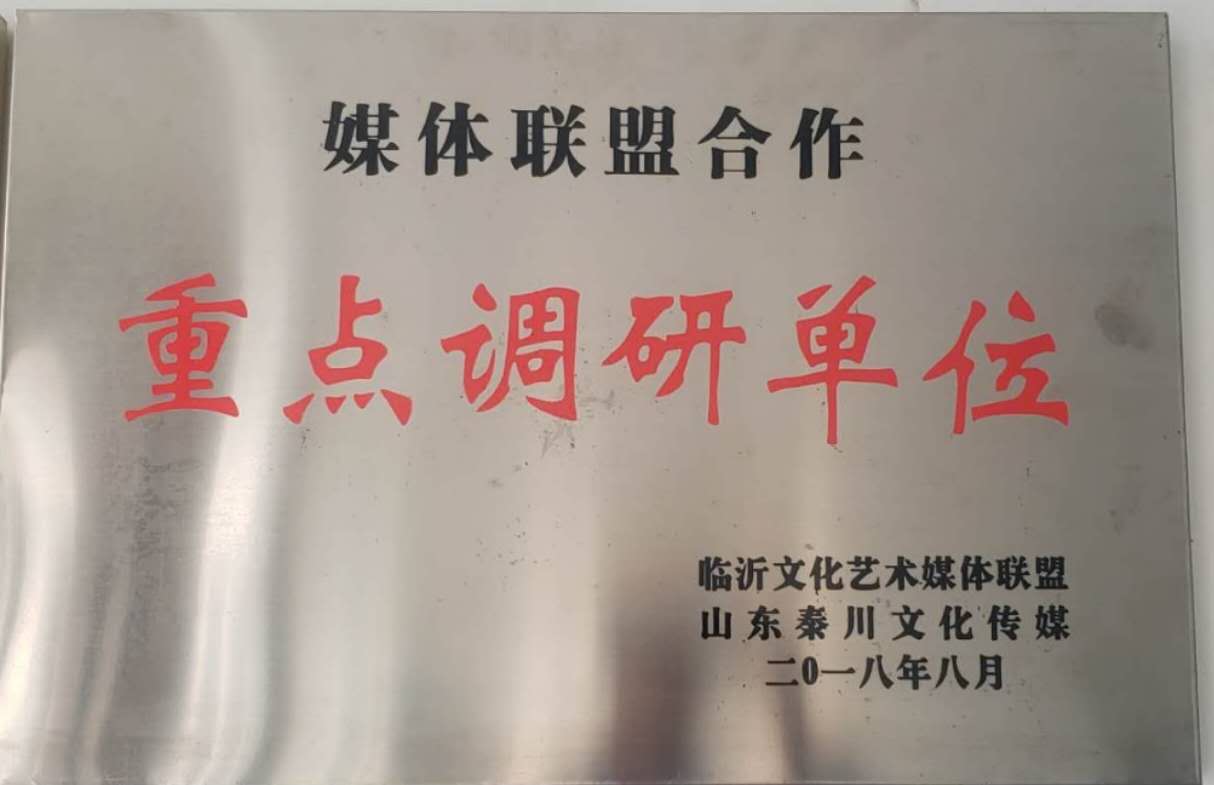 媒体联盟合作
重点调研单位
临沂文化艺术媒体联盟
山东秦川文化传媒
二0一八年八月